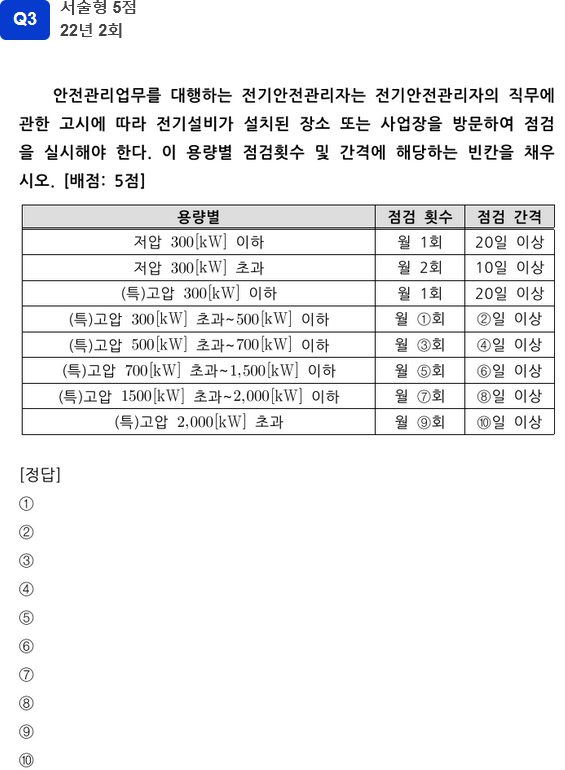 Q3
서술형 5점
22년 2회
안전관리업무를 대행하는 전기안전관리자는 전기안전관리자의 직무에
관한 고시에 따라 전기설비가 설치된 장소 또는 사업장을 방문하여 점검
을 실시해야 한다. 이 용량별 점검횟수 및 간격에 해당하는 빈칸을 채우
시오. [배점: 5점]
용량별 점검 횟수 점검 간격
저압 300[kW] 이하 월 1회 20일 이상
저압 300[kW] 초과 월 2회 10일 이상
(특)고압 300[kW] 이하 월 1회 20일 이상
(특)고압 300[kW] 초과~500[kW] 이하 월 ①회 ②일 이상
(특)고압 500[kW] 초과~700[kW] 이하 월 ③회 ④일 이상
(특)고압 700[kW] 초과~1,500[kW] 이하 월 ⑤회 ⑥일 이상
(특)고압 1500[kW] 초과~2,000[kW] 이하 월 ⑦회 ⑧일 이상
(특)고압 2,000[kW] 초과 월 ⑨회 ⑩일 이상
[정답]
①
②
③
④
⑤
⑥
⑦
⑧
⑨
⑩